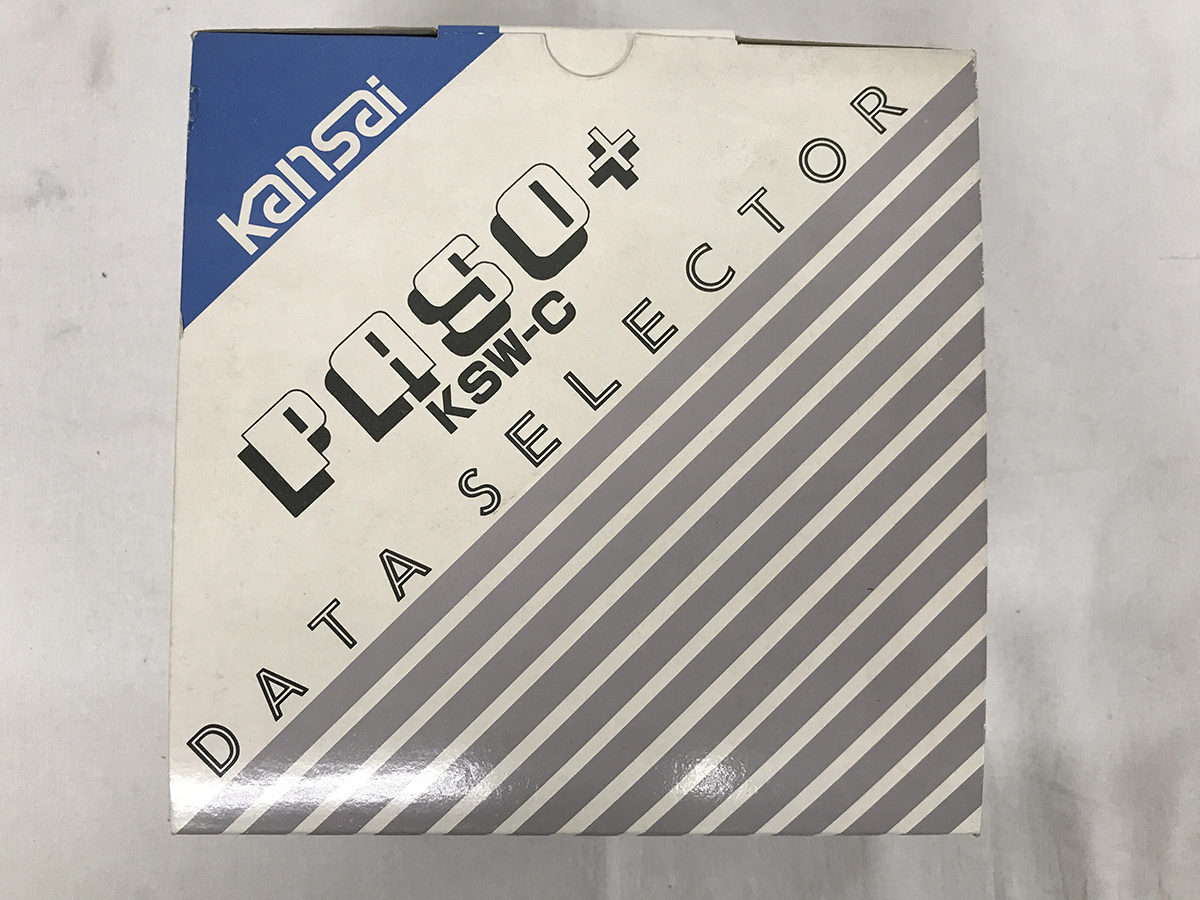 Kansai
PASO+
KSW-C
DATA SELECTOR